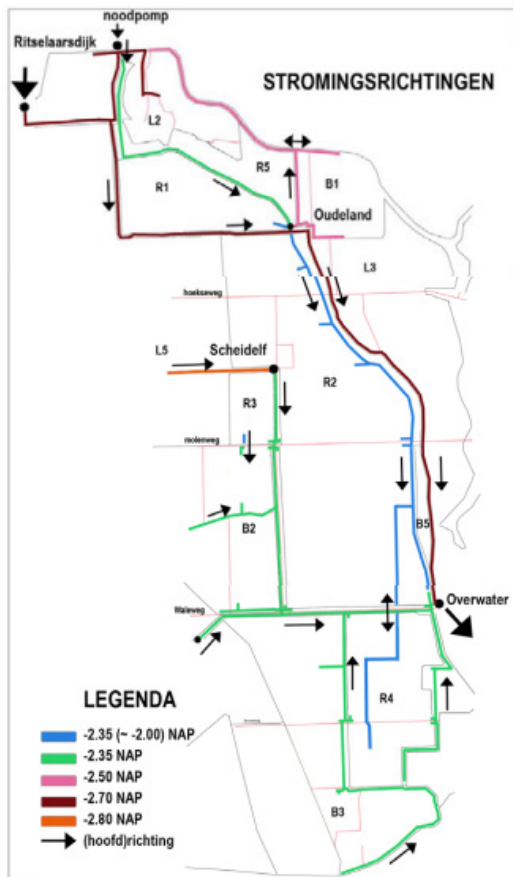 noodpomp
Ritselaarsdijk
STROMINGSRICHTINGEN
L2
R5
R1
B1
Oudeland
L3
hoekseweg
L5
Scheidelf
R2
R3
molenweg
B2
B5
Overwater
R4
LEGENDA
-2.35 (~ -2.00) NAP
-2.35 NAP
-2.50 NAP
-2.70 NAP
-2.80 NAP
(hoofd)richting
B3